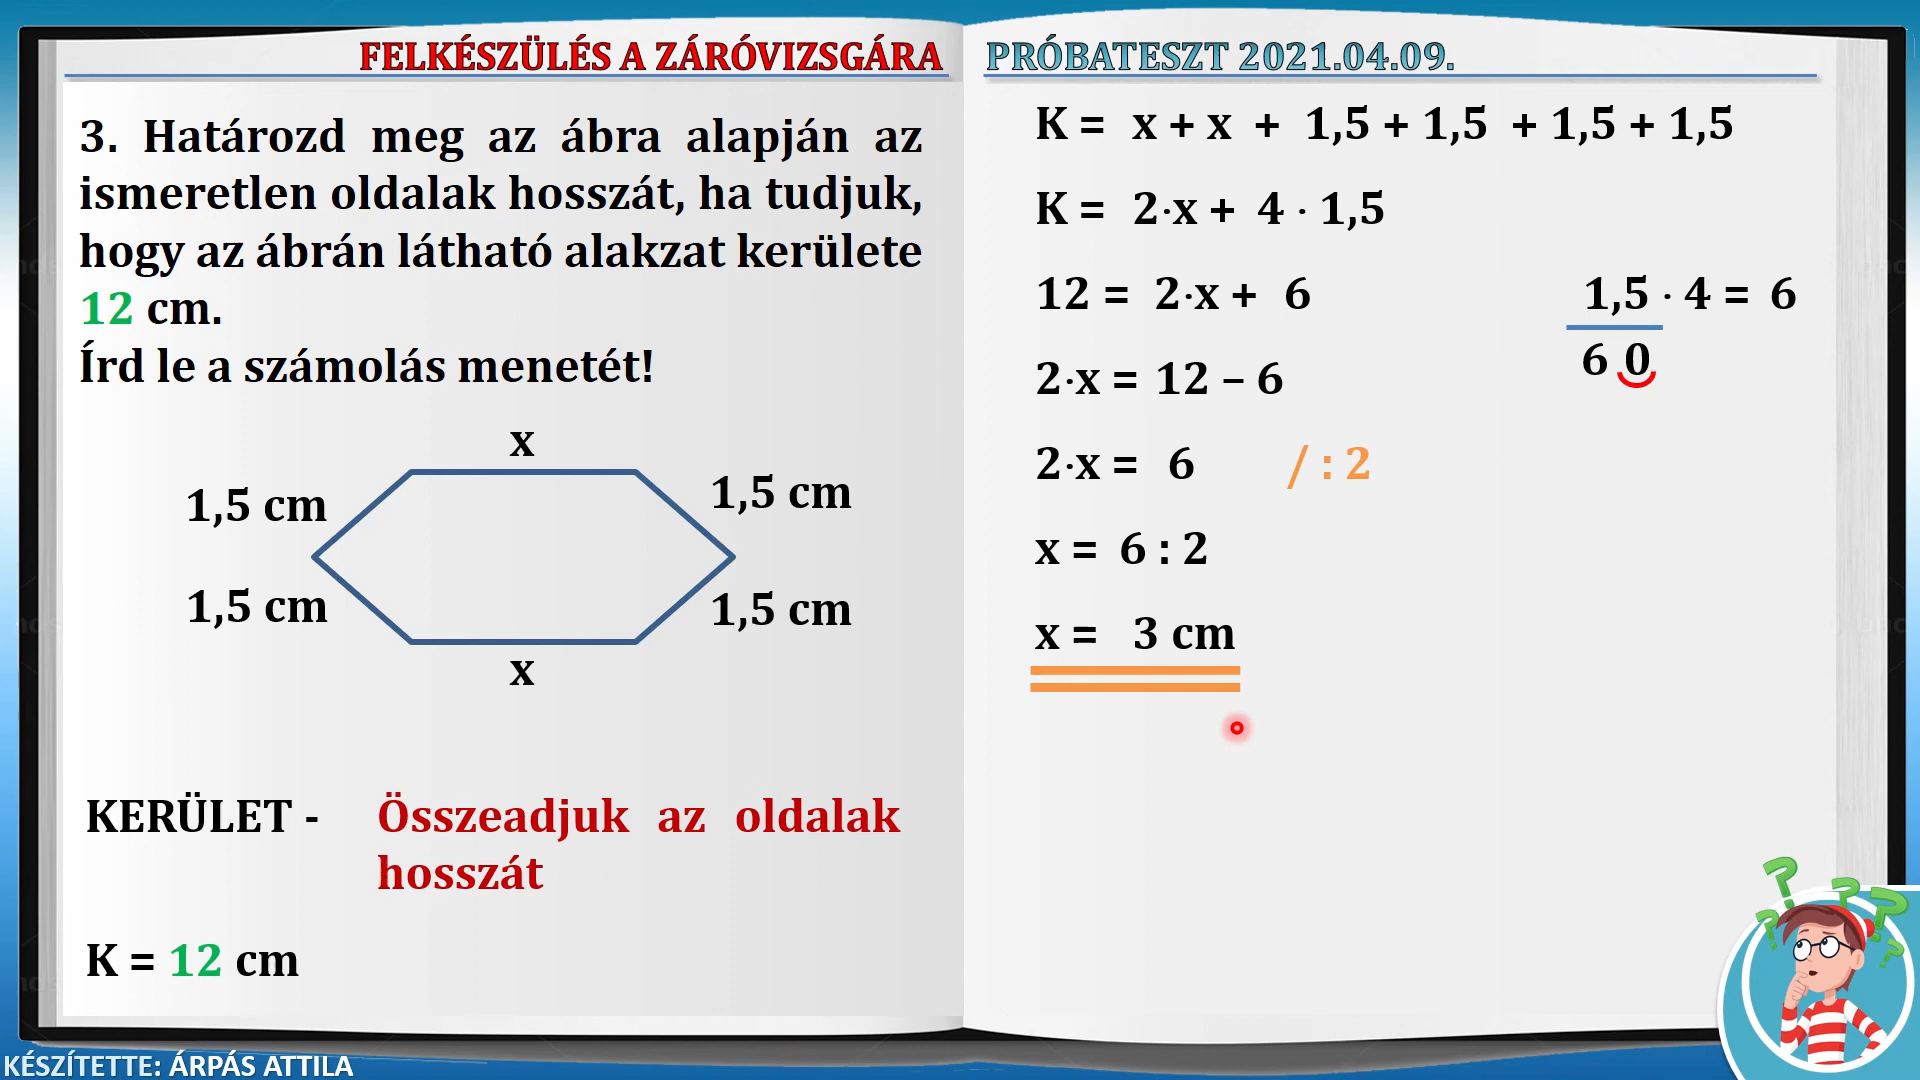 FELKÉSZÜLÉS A ZÁRÓVIZSGÁRA
3. Határozd meg az ábra alapján az
ismeretlen oldalak hosszát, ha tudjuk,
hogy az ábrán látható alakzat kerülete
12 cm.
Írd le a számolás menetét!
x
1,5 cm
1,5 cm
1,5 cm
1,5 cm
x
KERÜLET - Összeadjuk az oldalak
hosszát
K = 12 cm
PRÓBATESZT 2021.04.09.
K = x + x + 1,5 + 1,5 + 1,5 + 1,5
K = 2·x + 4 · 1,5
12 = 2·x + 6
1,5 · 4 = 6
6 0
2·x = 12 – 6
2·x = 6 / : 2
x = 6 : 2
x = 3 cm
? ? ? ? ? ?
KÉSZÍTETTE: ÁRPÁS ATTILA